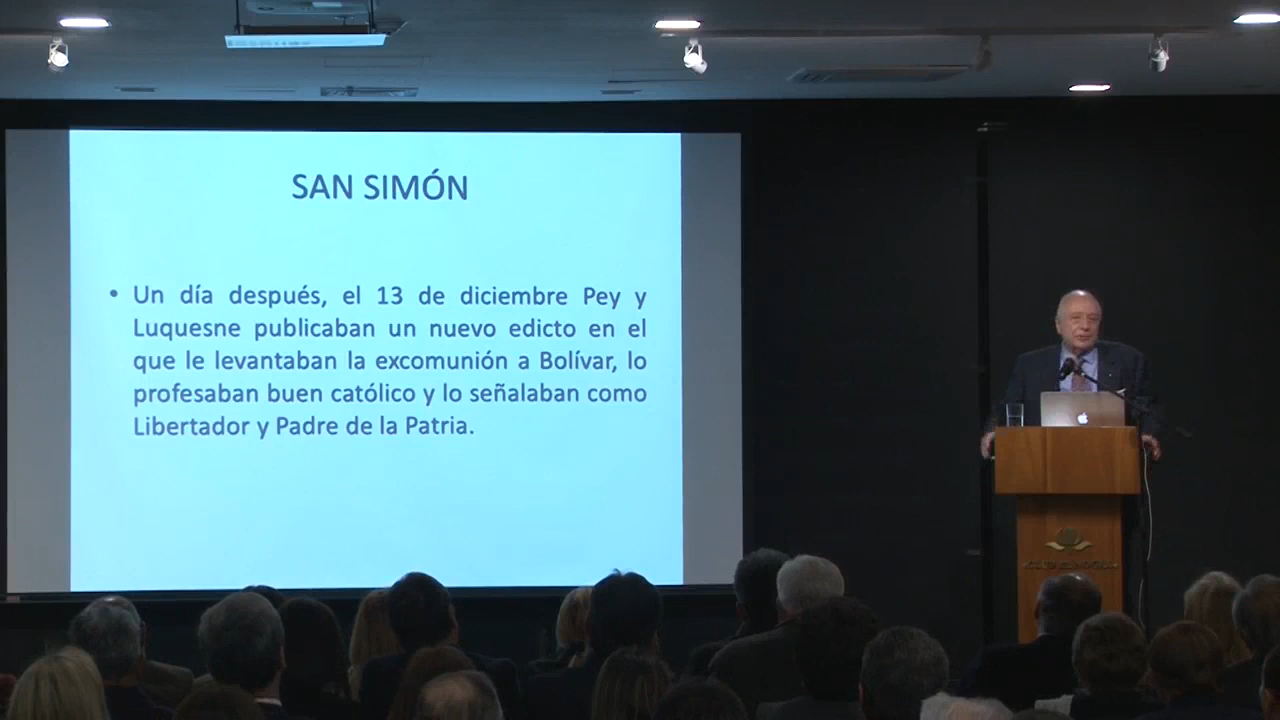 SAN SIMÓN
• Un día después, el 13 de diciembre Pey y
Luquesne publicaban un nuevo edicto en el
que le levantaban la excomunión a Bolívar, lo
profesaban buen católico y lo señalaban como
Libertador y Padre de la Patria.